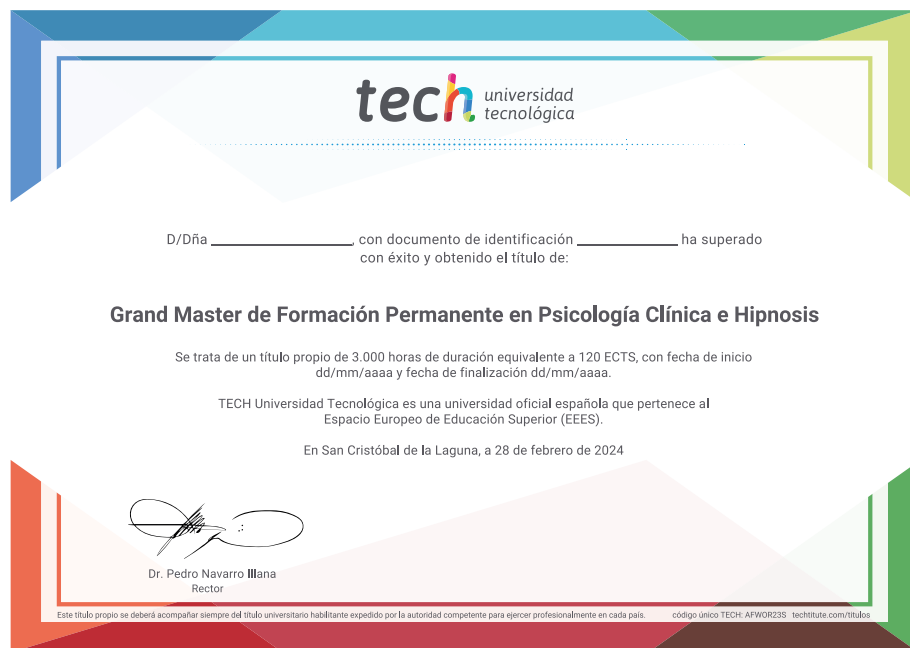 tech universidad
tecnológica
D/Dña ____________, con documento de identificación ____________ ha superado
con éxito y obtenido el título de:
Grand Master de Formación Permanente en Psicología Clínica e Hipnosis
Se trata de un título propio de 3.000 horas de duración equivalente a 120 ECTS, con fecha de inicio
dd/mm/aaaa y fecha de finalización dd/mm/aaaa.
TECH Universidad Tecnológica es una universidad oficial española que pertenece al
Espacio Europeo de Educación Superior (EEES).
En San Cristóbal de la Laguna, a 28 de febrero de 2024
Dr. Pedro Navarro Illana
Rector
Este título propio se deberá acompañar siempre del título universitario habilitante expedido por la autoridad competente para ejercer profesionalmente en cada país. código único TECH: AFWOR23S techtitute.com/titulos